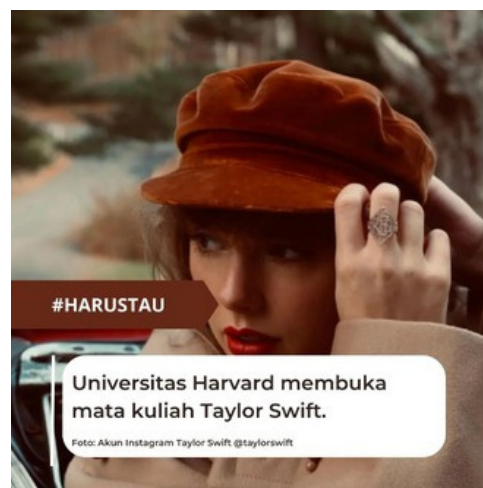 #HARUSTAU
Universitas Harvard membuka
mata kuliah Taylor Swift.
Foto: Akun Instagram Taylor Swift @taylorswift